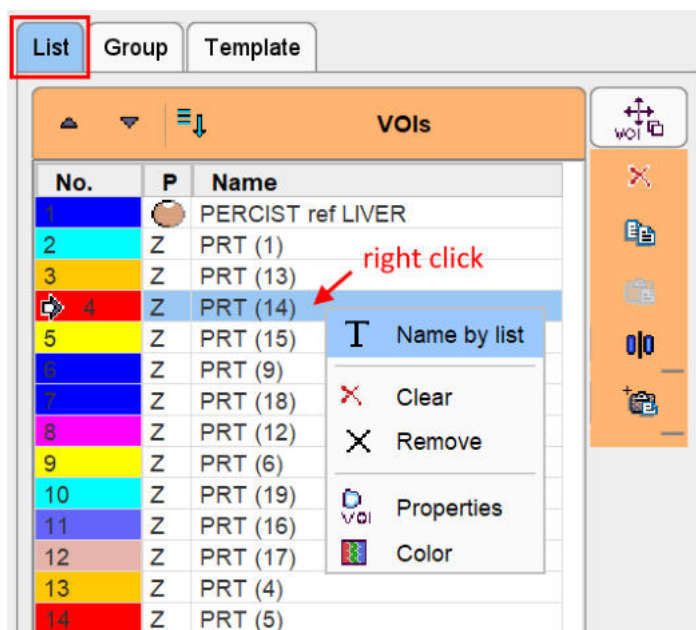 List Group Template
VOIs
VOI
No. P Name
1 PERCIST ref LIVER
2 Z PRT (1)
right click
3 Z PRT (13)
4 Z PRT (14)
T Name by list
5 Z PRT (15)
6 Z PRT (9)
7 Z PRT (18)
Clear
8 Z PRT (12)
Remove
9 Z PRT (6)
10 Z PRT (19)
VOI Properties
11 Z PRT (16)
12 Z PRT (17)
Color
13 Z PRT (4)
14 Z PRT (5)